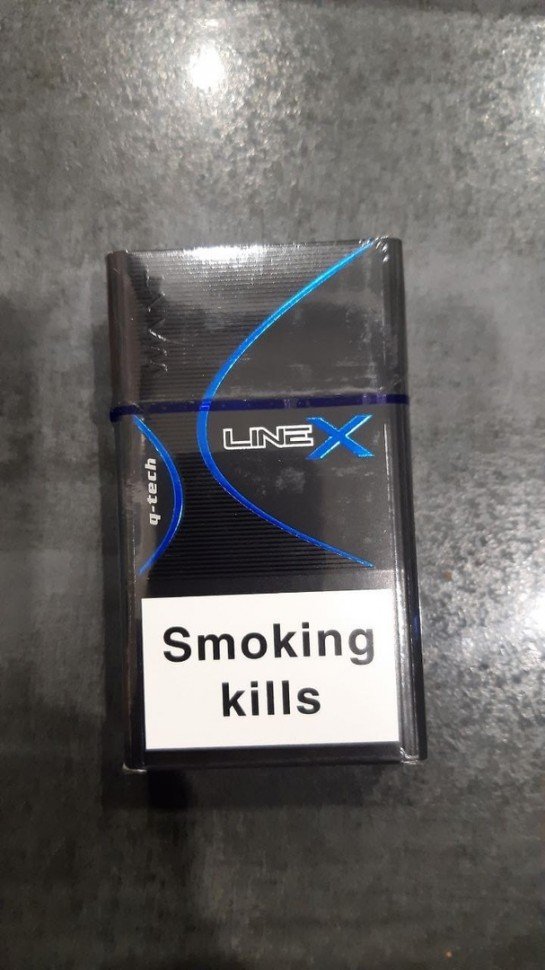 LINE X
q-tech
Smoking
kills